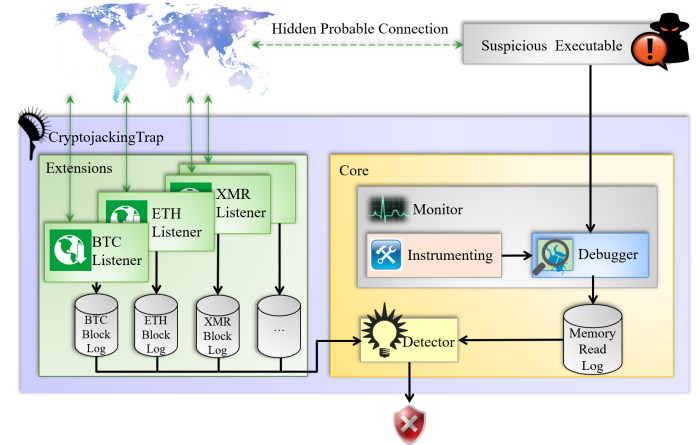 Hidden Probable Connection
Suspicious Executable
CryptojackingTrap
Extensions
XMR
Listener
ETH
Listener
BTC
Listener
BTC
Block
Log
ETH
Block
Log
XMR
Block
Log
...
Core
Monitor
Instrumenting
Debugger
Detector
Memory
Read
Log